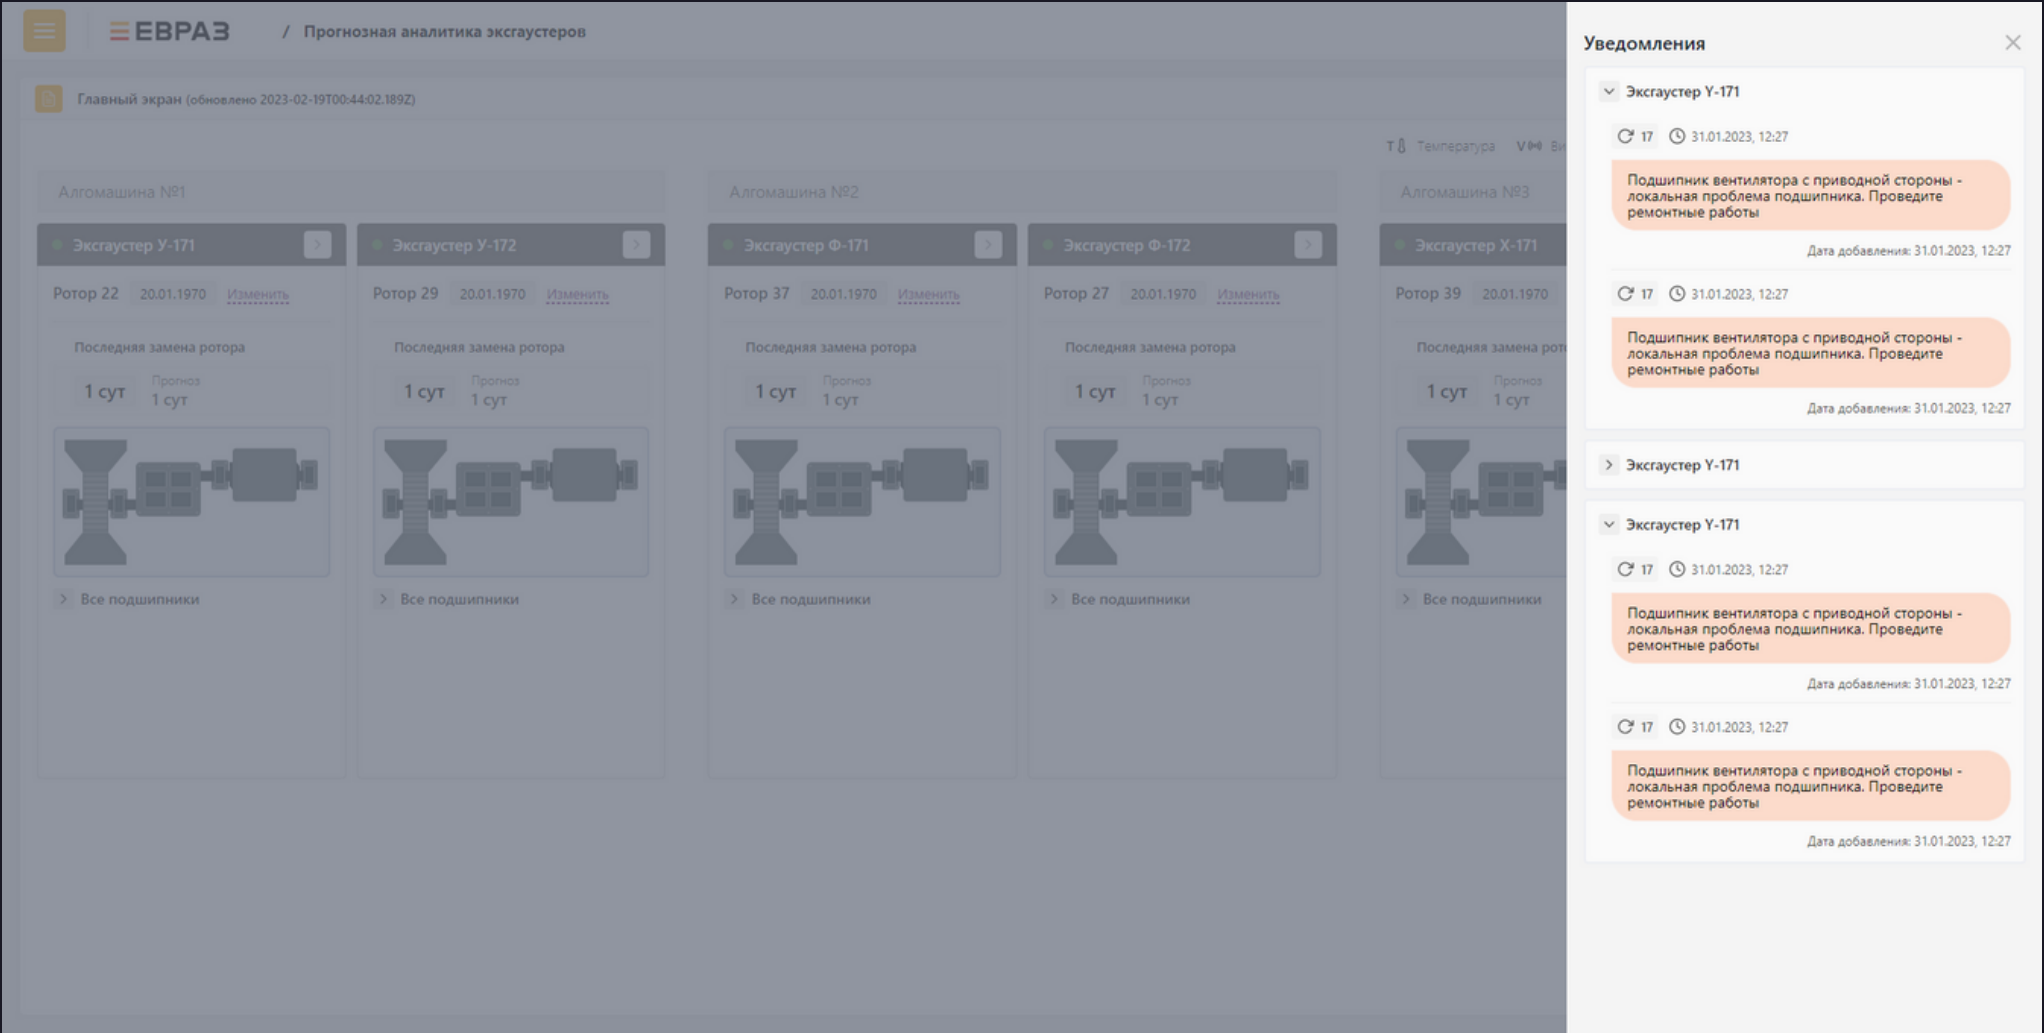 ЕВРАЗ / Прогнозная аналитика эксгаустеров
Главный экран (обновлено 2023-02-19T00:44:02.189Z)
T Температура V Ви
Алгомашина №1
Эксгаустер У-171
Ротор 22 20.01.1970 Изменить
Последняя замена ротора
1 сут
Прогноз
1 сут
Все подшипники
Эксгаустер У-172
Ротор 29 20.01.1970 Изменить
Последняя замена ротора
1 сут
Прогноз
1 сут
Все подшипники
Алгомашина №2
Эксгаустер Ф-171
Ротор 37 20.01.1970 Изменить
Последняя замена ротора
1 сут
Прогноз
1 сут
Все подшипники
Эксгаустер Ф-172
Ротор 27 20.01.1970 Изменить
Последняя замена ротора
1 сут
Прогноз
1 сут
Все подшипники
Алгомашина №3
Эксгаустер Х-171
Ротор 39 20.01.1970
Последняя замена рот
1 сут
Прогноз
1 сут
Все подшипники
Уведомления
Эксгаустер Y-171
17 31.01.2023, 12:27
Подшипник вентилятора с приводной стороны -
локальная проблема подшипника. Проведите
ремонтные работы
Дата добавления: 31.01.2023, 12:27
17 31.01.2023, 12:27
Подшипник вентилятора с приводной стороны -
локальная проблема подшипника. Проведите
ремонтные работы
Дата добавления: 31.01.2023, 12:27
Эксгаустер Y-171
Эксгаустер Y-171
17 31.01.2023, 12:27
Подшипник вентилятора с приводной стороны -
локальная проблема подшипника. Проведите
ремонтные работы
Дата добавления: 31.01.2023, 12:27
17 31.01.2023, 12:27
Подшипник вентилятора с приводной стороны -
локальная проблема подшипника. Проведите
ремонтные работы
Дата добавления: 31.01.2023, 12:27